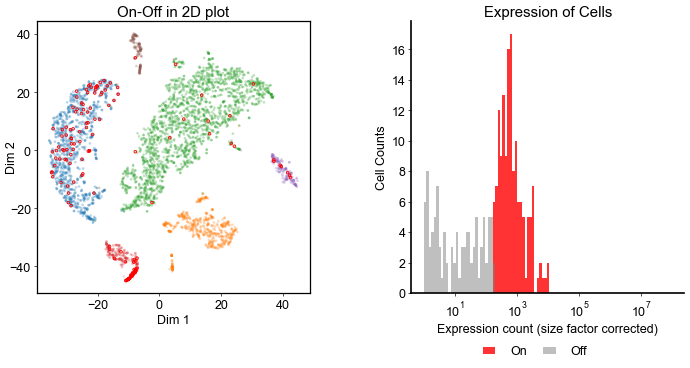 On-Off in 2D plot
40
20
0
−20
−40
Dim 2
−20
0
20
40
Dim 1
Expression of Cells
16
14
12
10
8
6
4
2
0
Cell Counts
10^1
10^3
10^5
10^7
Expression count (size factor corrected)
On
Off